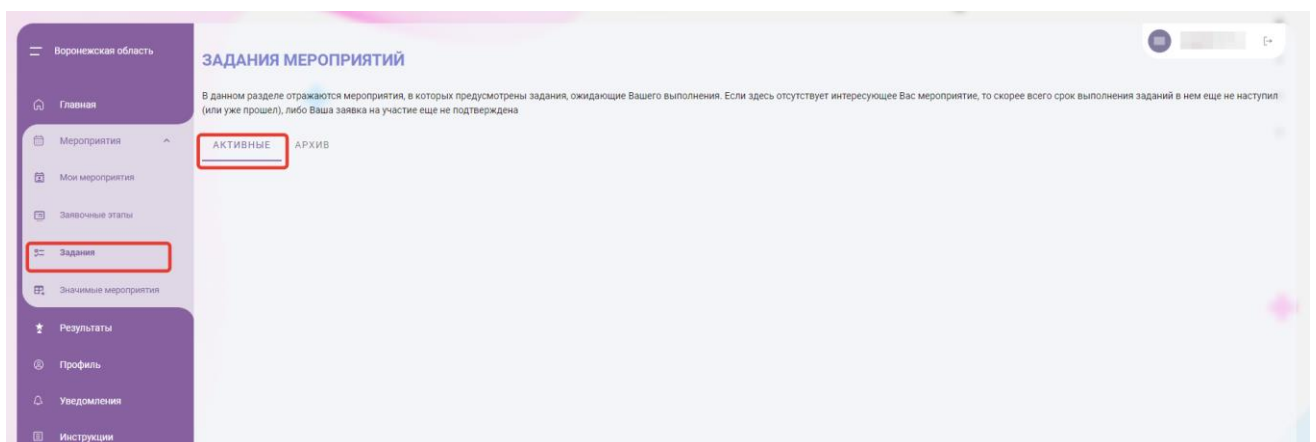 Воронежская область
Главная
Мероприятия
Мои мероприятия
Заявочные этапы
Задания
Значимые мероприятия
Результаты
Профиль
Уведомления
Инструкции
ЗАДАНИЯ МЕРОПРИЯТИЙ
В данном разделе отражаются мероприятия, в которых предусмотрены задания, ожидающие Вашего выполнения. Если здесь отсутствует интересующее Вас мероприятие, то скорее всего срок выполнения заданий в нем еще не наступил
(или уже прошел), либо Ваша заявка на участие еще не подтверждена
АКТИВНЫЕ АРХИВ